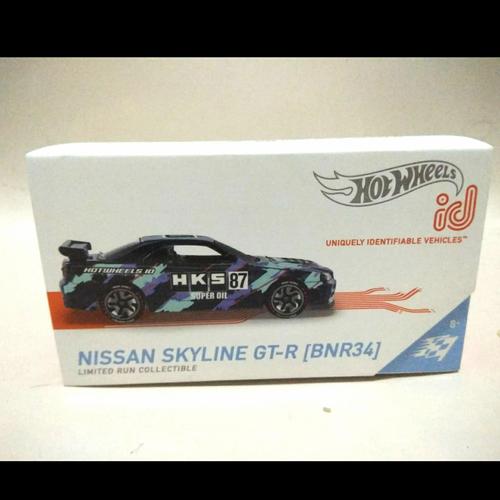 Hot Wheels
id
UNIQUELY IDENTIFIABLE VEHICLES™
HOTWHEELS ID
HKS 87
SUPER OIL
8+
NISSAN SKYLINE GT-R [BNR34]
LIMITED RUN COLLECTIBLE